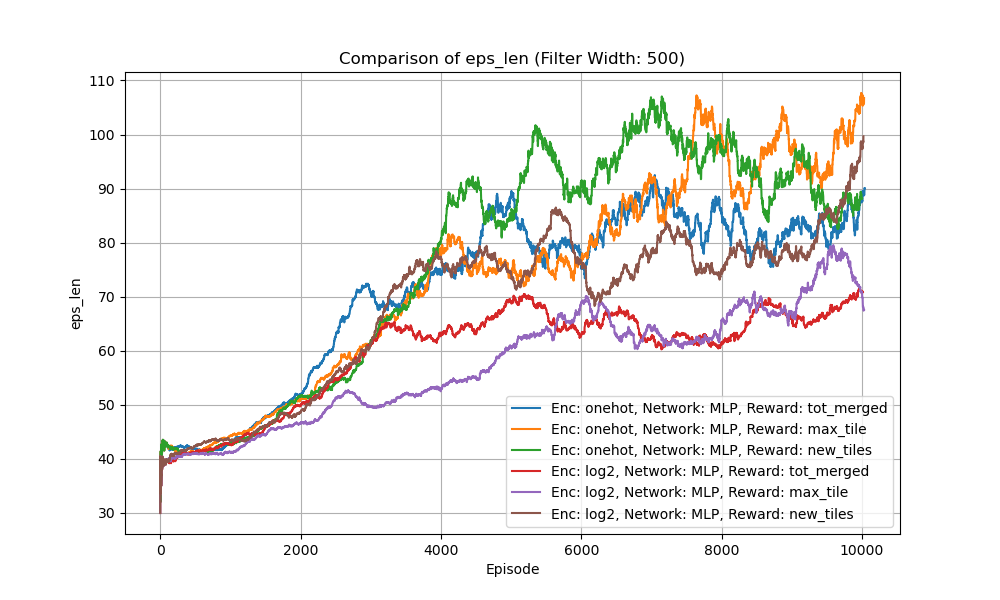 Comparison of eps_len (Filter Width: 500)
110
100
90
80
70
60
50
40
30
eps_len
Enc: onehot, Network: MLP, Reward: tot_merged
Enc: onehot, Network: MLP, Reward: max_tile
Enc: onehot, Network: MLP, Reward: new_tiles
Enc: log2, Network: MLP, Reward: tot_merged
Enc: log2, Network: MLP, Reward: max_tile
Enc: log2, Network: MLP, Reward: new_tiles
0 2000 4000 6000 8000 10000
Episode